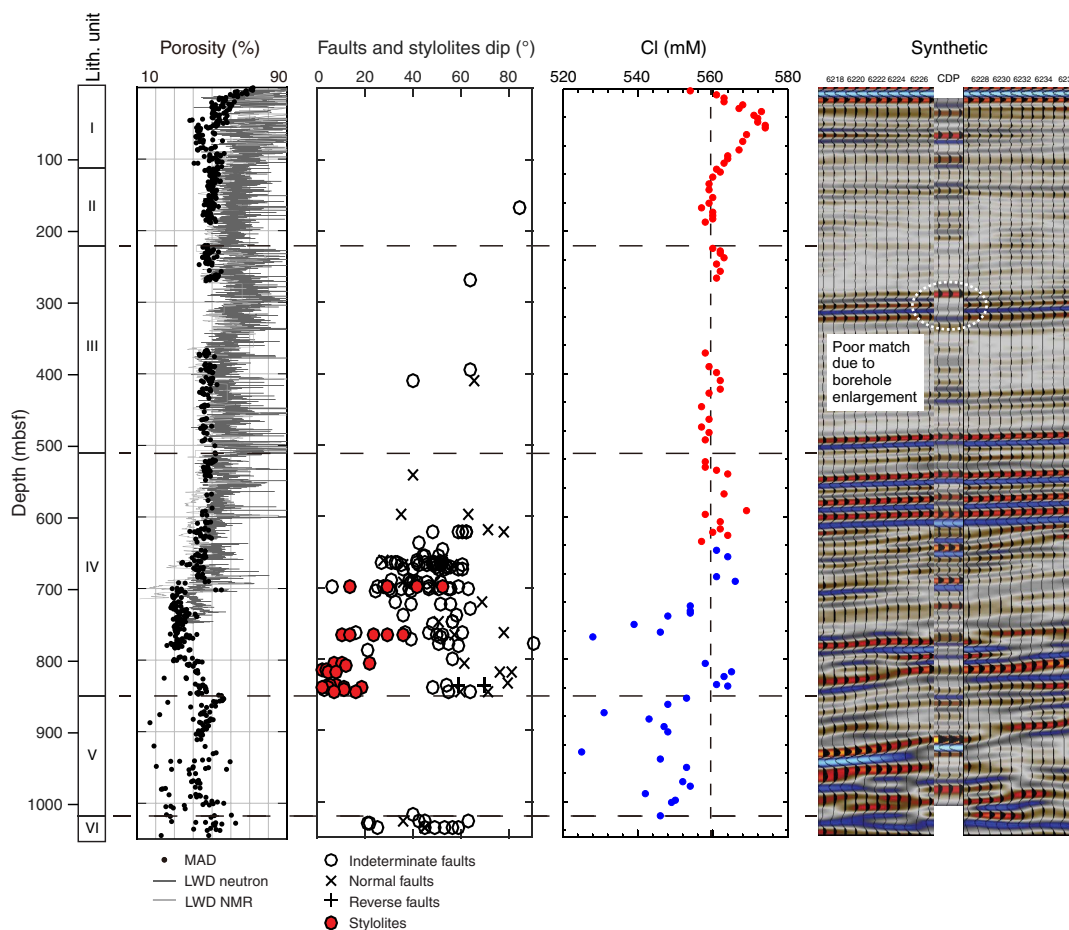 Lith. unit
Porosity (%)
Faults and stylolites dip (°)
Cl (mM)
Synthetic
10 90
0 20 40 60 80
520 540 560 580
6218 6220 6222 6224 6226 CDP 6228 6230 6232 6234
Depth (mbsf)
I
100
II
200
300
III
400
500
600
IV
700
800
900
V
1000
VI
Poor match
due to
borehole
enlargement
MAD
LWD neutron
LWD NMR
Indeterminate faults
Normal faults
Reverse faults
Stylolites